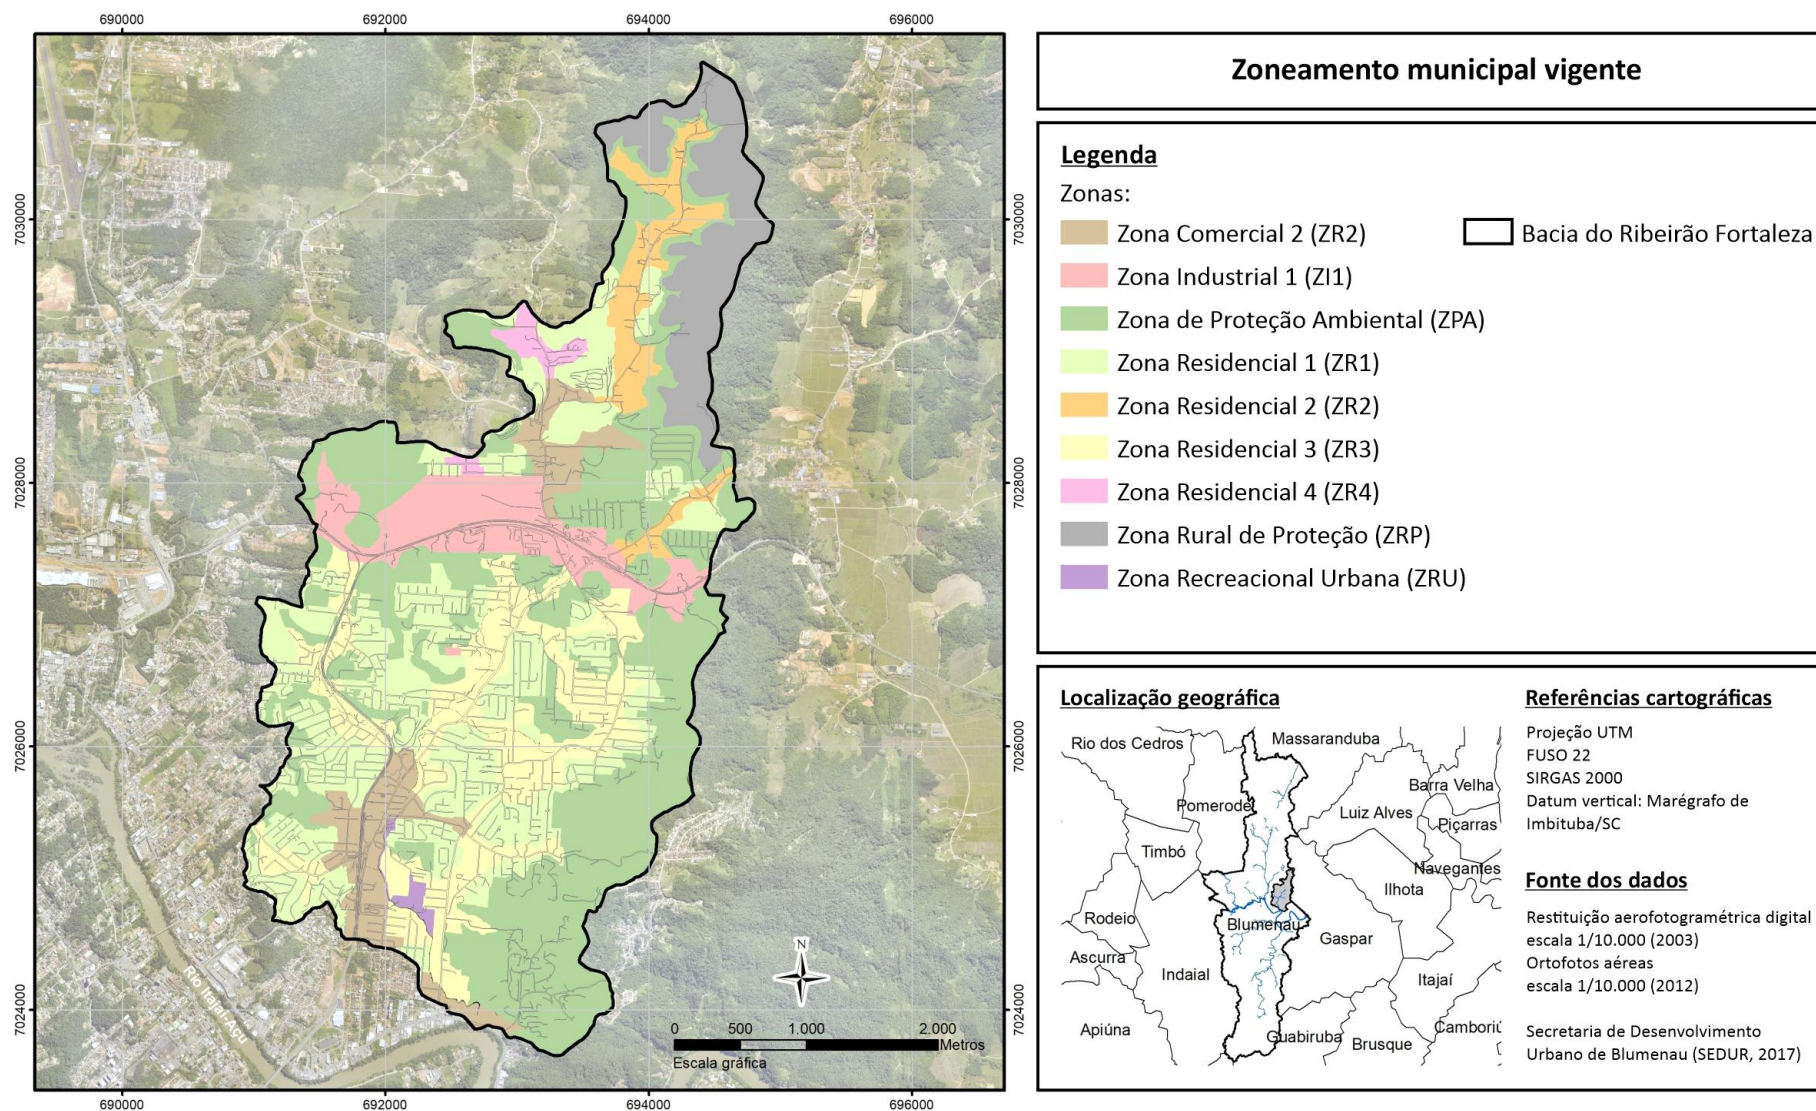 690000
692000
694000
696000
7030000
7028000
7026000
7024000
7030000
7028000
7026000
7024000
Rio Itajaí Açu
N
0
500
1.000
2.000
Metros
Escala gráfica
690000
692000
694000
696000
Zoneamento municipal vigente
Legenda
Zonas:
Zona Comercial 2 (ZR2)
Zona Industrial 1 (ZI1)
Zona de Proteção Ambiental (ZPA)
Zona Residencial 1 (ZR1)
Zona Residencial 2 (ZR2)
Zona Residencial 3 (ZR3)
Zona Residencial 4 (ZR4)
Zona Rural de Proteção (ZRP)
Zona Recreacional Urbana (ZRU)
Bacia do Ribeirão Fortaleza
Localização geográfica
Rio dos Cedros
Massaranduba
Barra Velha
Pomerode
Luiz Alves
Piçarras
Timbó
Navegantes
Ilhota
Rodeio
Blumenau
Gaspar
Ascurra
Indaial
Itajaí
Apiúna
Guabiruba
Brusque
Camboriú
Referências cartográficas
Projeção UTM
FUSO 22
SIRGAS 2000
Datum vertical: Marégrafo de
Imbituba/SC
Fonte dos dados
Restituição aerofotogramétrica digital
escala 1/10.000 (2003)
Ortofotos aéreas
escala 1/10.000 (2012)
Secretaria de Desenvolvimento
Urbano de Blumenau (SEDUR, 2017)